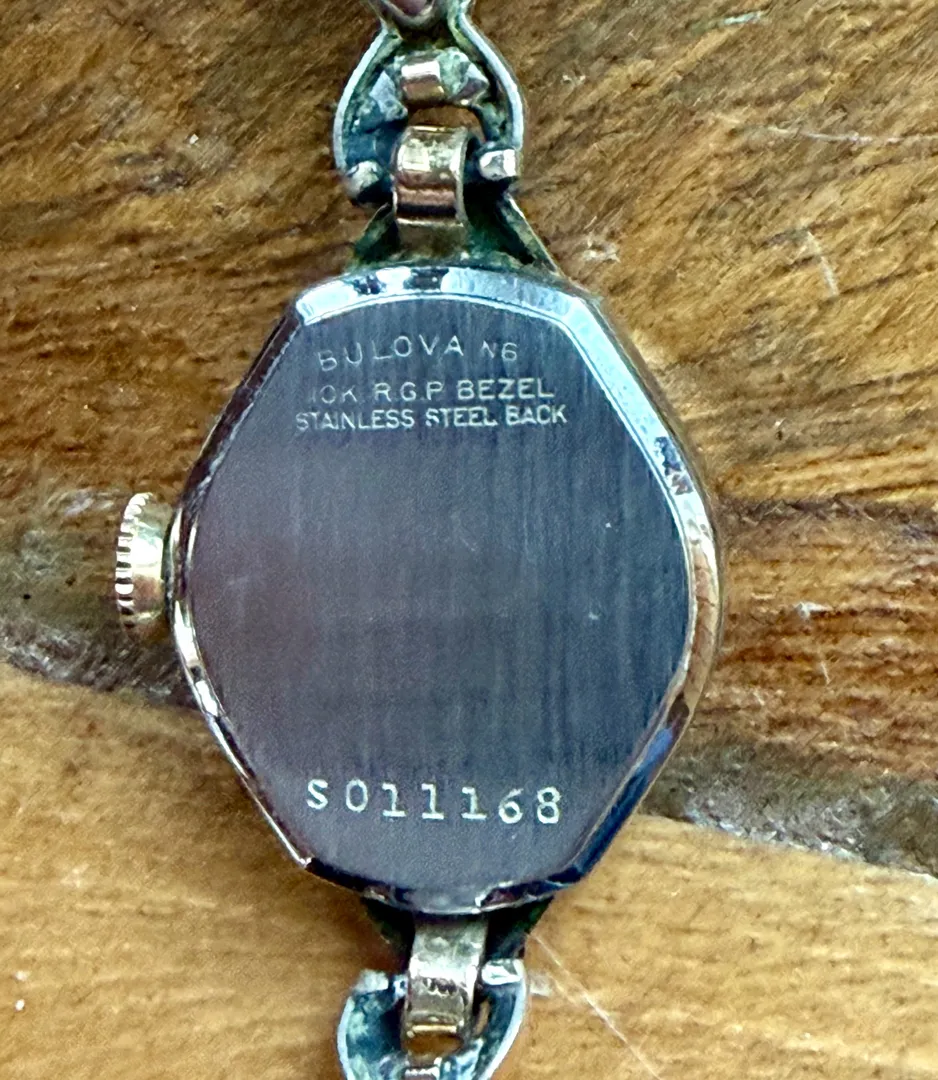 BULOVA N6
10K R.G.P. BEZEL
STAINLESS STEEL BACK
S011168